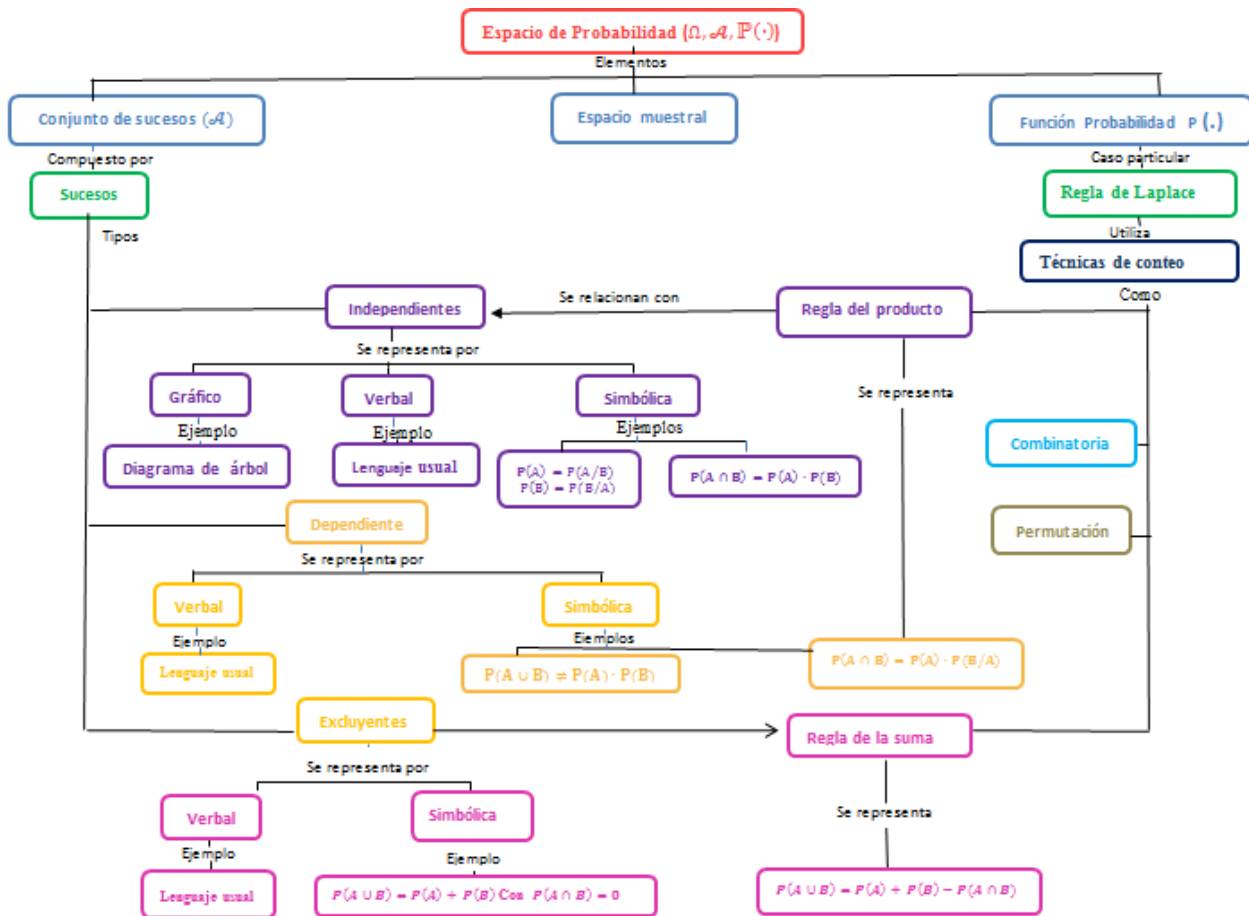 Espacio de Probabilidad (Ω, 𝒜, ℙ(·))
Elementos
Conjunto de sucesos (𝒜)
Espacio muestral
Función Probabilidad P (.)
Compuesto por
Caso particular
Sucesos
Regla de Laplace
Tipos
Utiliza
Técnicas de conteo
Como
Independientes
Se relacionan con
Regla del producto
Se representa por
Se representa
Gráfico
Verbal
Simbólica
Ejemplo
Ejemplo
Ejemplos
Combinatoria
Diagrama de árbol
Lenguaje usual
P(A) = P(A/B)
P(B) = P(B/A)
P(A ∩ B) = P(A) · P(B)
Dependiente
Permutación
Se representa por
Verbal
Simbólica
Ejemplo
Ejemplos
Lenguaje usual
P(A ∪ B) ≠ P(A) · P(B)
P(A ∩ B) = P(A) · P(B/A)
Excluyentes
Regla de la suma
Se representa por
Se representa
Verbal
Simbólica
Ejemplo
Ejemplo
Lenguaje usual
P(A ∪ B) = P(A) + P(B) Con P(A ∩ B) = 0
P(A ∪ B) = P(A) + P(B) − P(A ∩ B)